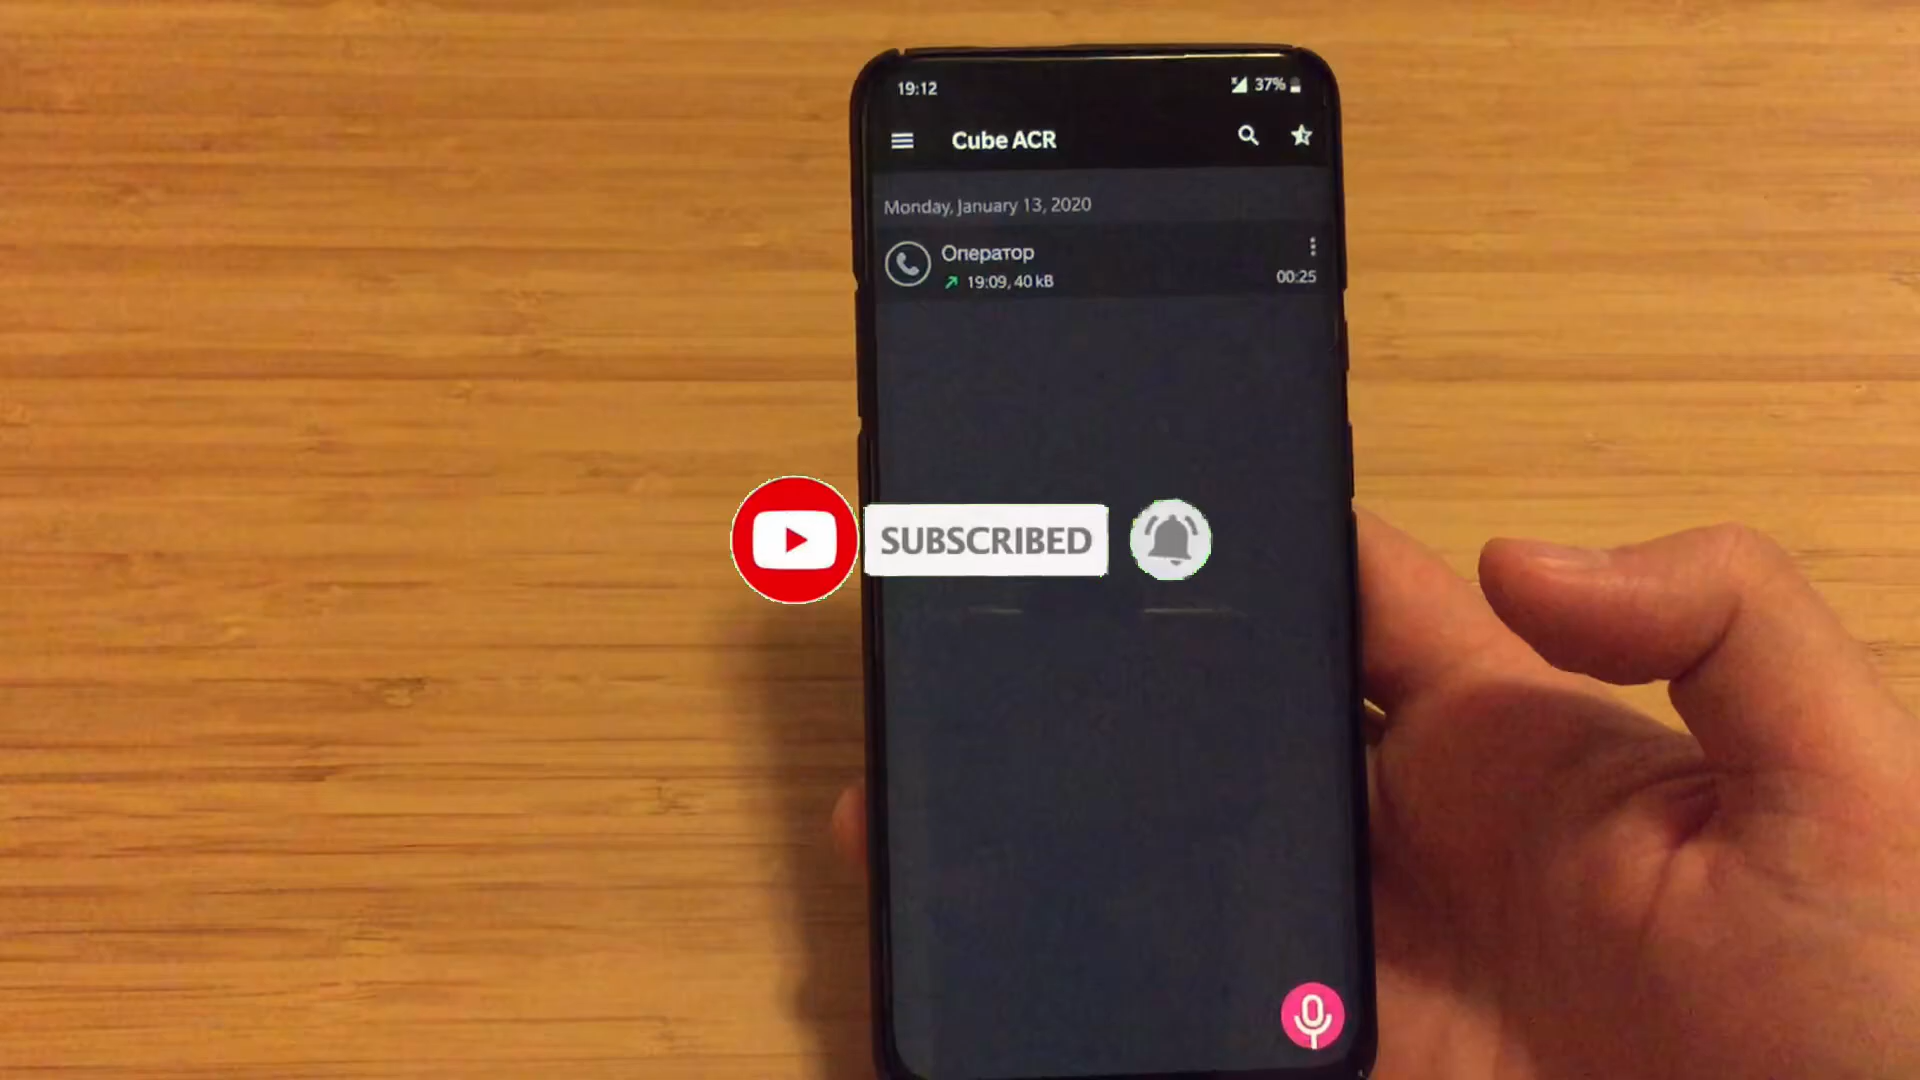 19:12
37%
Cube ACR
Monday, January 13, 2020
Оператор
19:09, 40 kB
00:25
SUBSCRIBED